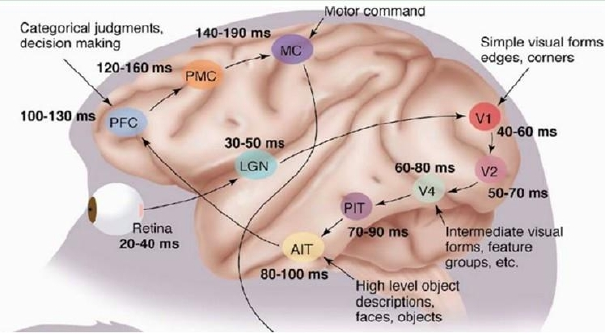 Motor command
Categorical judgments,
decision making
140-190 ms
MC
Simple visual forms
edges, corners
120-160 ms
PMC
100-130 ms
PFC
V1
40-60 ms
30-50 ms
LGN
60-80 ms
V2
V4
50-70 ms
PIT
Retina
20-40 ms
70-90 ms
Intermediate visual
forms, feature
groups, etc.
AIT
80-100 ms
High level object
descriptions,
faces, objects